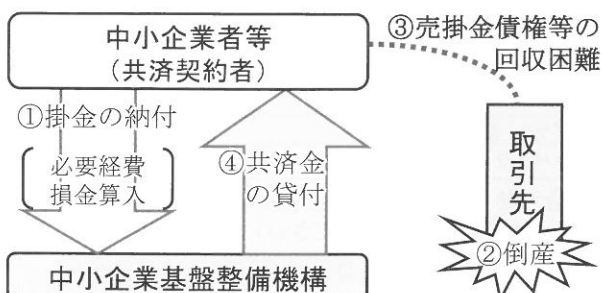 中小企業者等
（共済契約者）
③売掛金債権等の
回収困難
①掛金の納付
必要経費
損金算入
④共済金
の貸付
取引先
②倒産
中小企業基盤整備機構